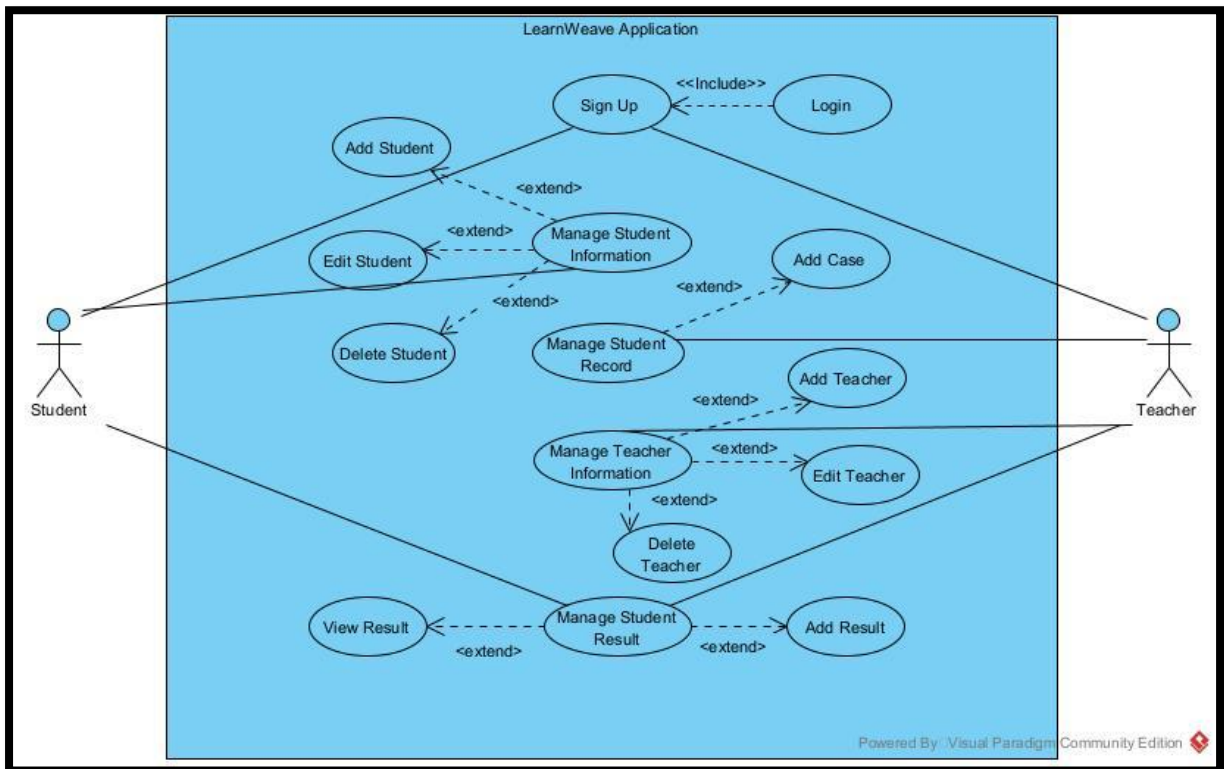 LearnWeave Application
<<Include>>
Sign Up
Login
Add Student
<extend>
Manage Student
Information
<extend>
Edit Student
Add Case
<extend>
<extend>
Delete Student
Manage Student
Record
Student
Teacher
Add Teacher
<extend>
Manage Teacher
Information
<extend>
Edit Teacher
<extend>
Delete
Teacher
View Result
<extend>
Manage Student
Result
<extend>
Add Result
Powered By Visual Paradigm Community Edition